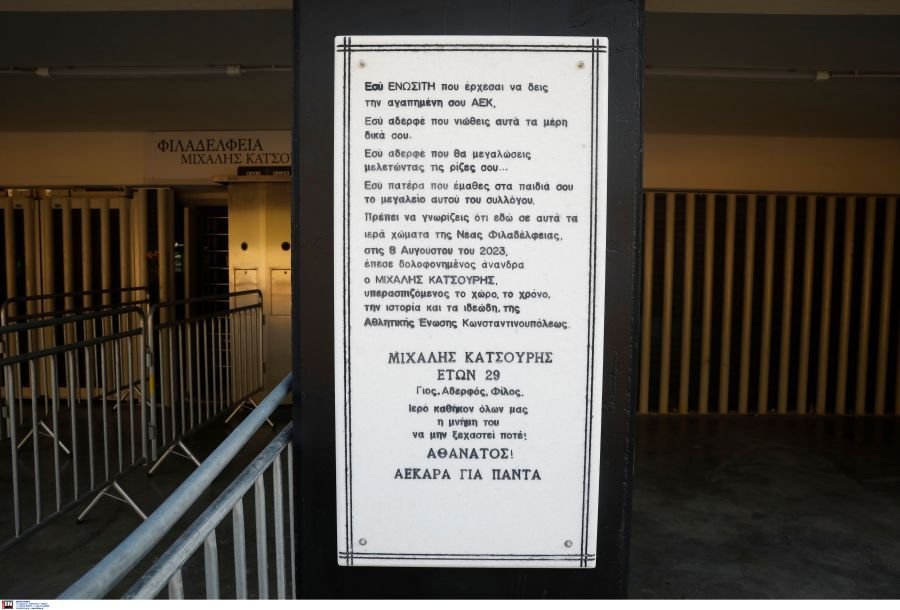 ΦΙΛΑΔΕΛΦΕΙΑ
ΜΙΧΑΛΗΣ ΚΑΤΣΟΥ
Εσύ ΕΝΩΣΙΤΗ που έρχεσαι να δεις
την αγαπημένη σου ΑΕΚ,
Εσύ αδερφέ που νιώθεις αυτά τα μέρη
δικά σου.
Εσύ αδερφέ που θα μεγαλώσεις
μελετώντας τις ρίζες σου...
Εσύ πατέρα που έμαθες στα παιδιά σου
το μεγαλείο αυτού του συλλόγου,
Πρέπει να γνωρίζεις ότι εδώ σε αυτά τα
ιερά χώματα της Νέας Φιλαδέλφειας,
στις 8 Αυγούστου του 2023,
έπεσε δολοφονημένος άνανδρα
ο ΜΙΧΑΛΗΣ ΚΑΤΣΟΥΡΗΣ,
υπερασπιζόμενος το χώρο, το χρόνο,
την ιστορία και τα ιδεώδη, της
Αθλητικής Ένωσης Κωνσταντινουπόλεως.
ΜΙΧΑΛΗΣ ΚΑΤΣΟΥΡΗΣ
ΕΤΩΝ 29
Γιος, Αδερφός, Φίλος.
Ιερό καθήκον όλων μας
η μνήμη του
να μην ξεχαστεί ποτέ!
ΑΘΑΝΑΤΟΣ!
ΑΕΚΑΡΑ ΓΙΑ ΠΑΝΤΑ